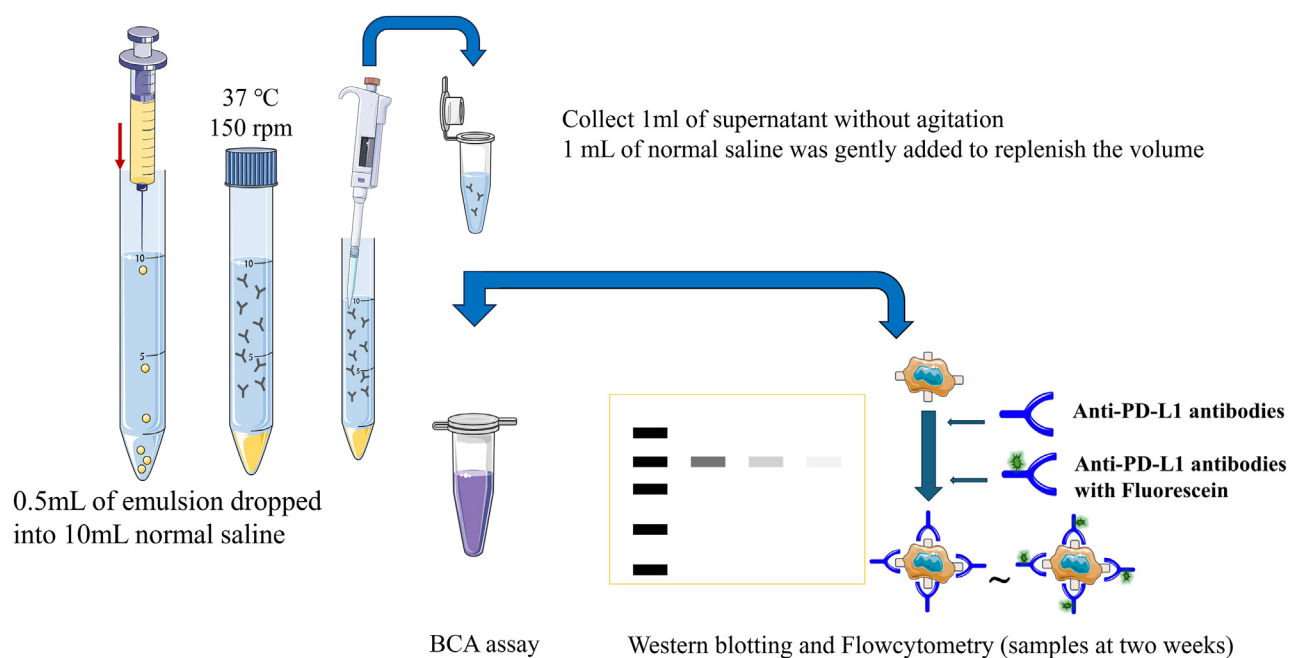 37 °C
150 rpm
Collect 1ml of supernatant without agitation
1 mL of normal saline was gently added to replenish the volume
10
5
10
5
10
5
0.5mL of emulsion dropped
into 10mL normal saline
Anti-PD-L1 antibodies
Anti-PD-L1 antibodies
with Fluorescein
~
BCA assay
Western blotting and Flowcytometry (samples at two weeks)